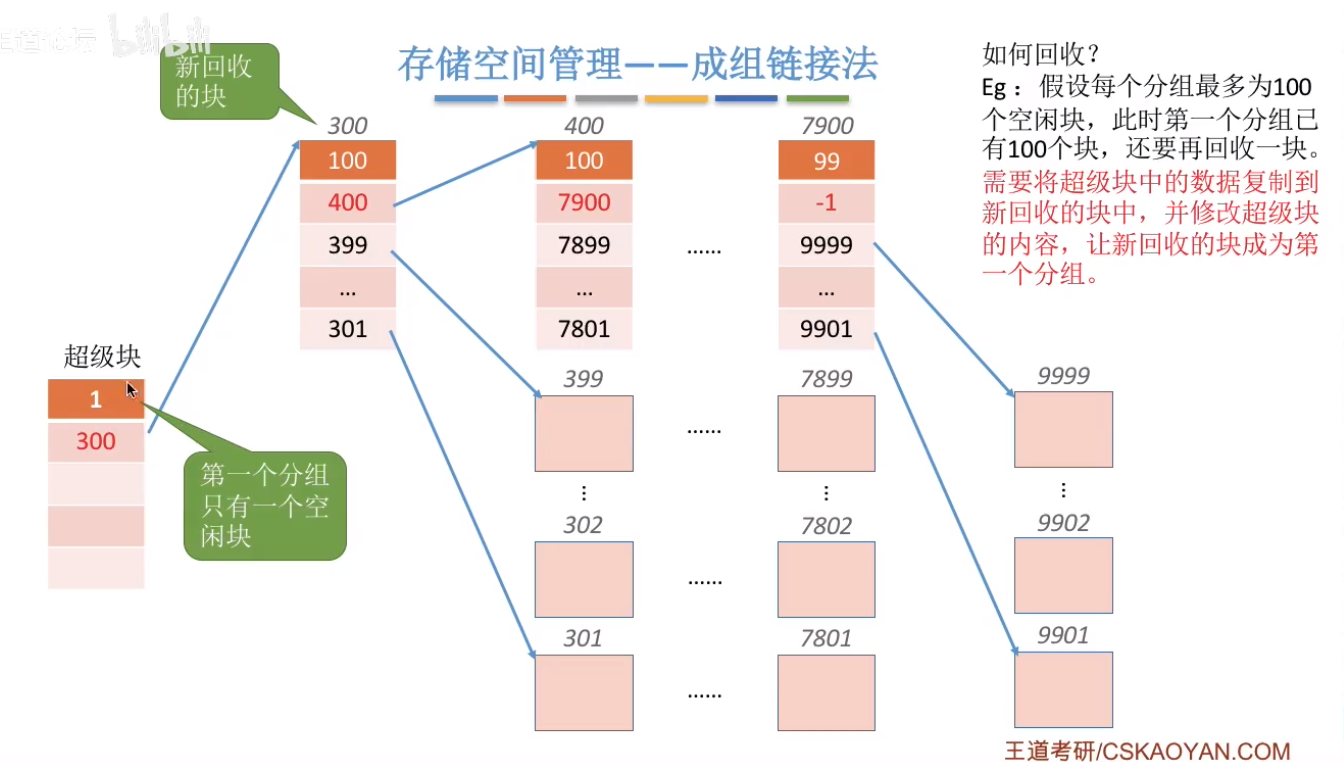 bilibili
新回收
的块
存储空间管理——成组链接法
如何回收？
Eg：假设每个分组最多为100
个空闲块，此时第一个分组已
有100个块，还要再回收一块。
需要将超级块中的数据复制到
新回收的块中，并修改超级块
的内容，让新回收的块成为第
一个分组。
300
400
7900
100
100
99
400
7900
-1
399
7899
......
9999
...
...
...
301
7801
9901
超级块
1
300
第一个分组
只有一个空
闲块
399
7899
9999
......
⋮
⋮
⋮
302
7802
9902
......
301
7801
9901
......
王道考研/CSKAOYAN.COM